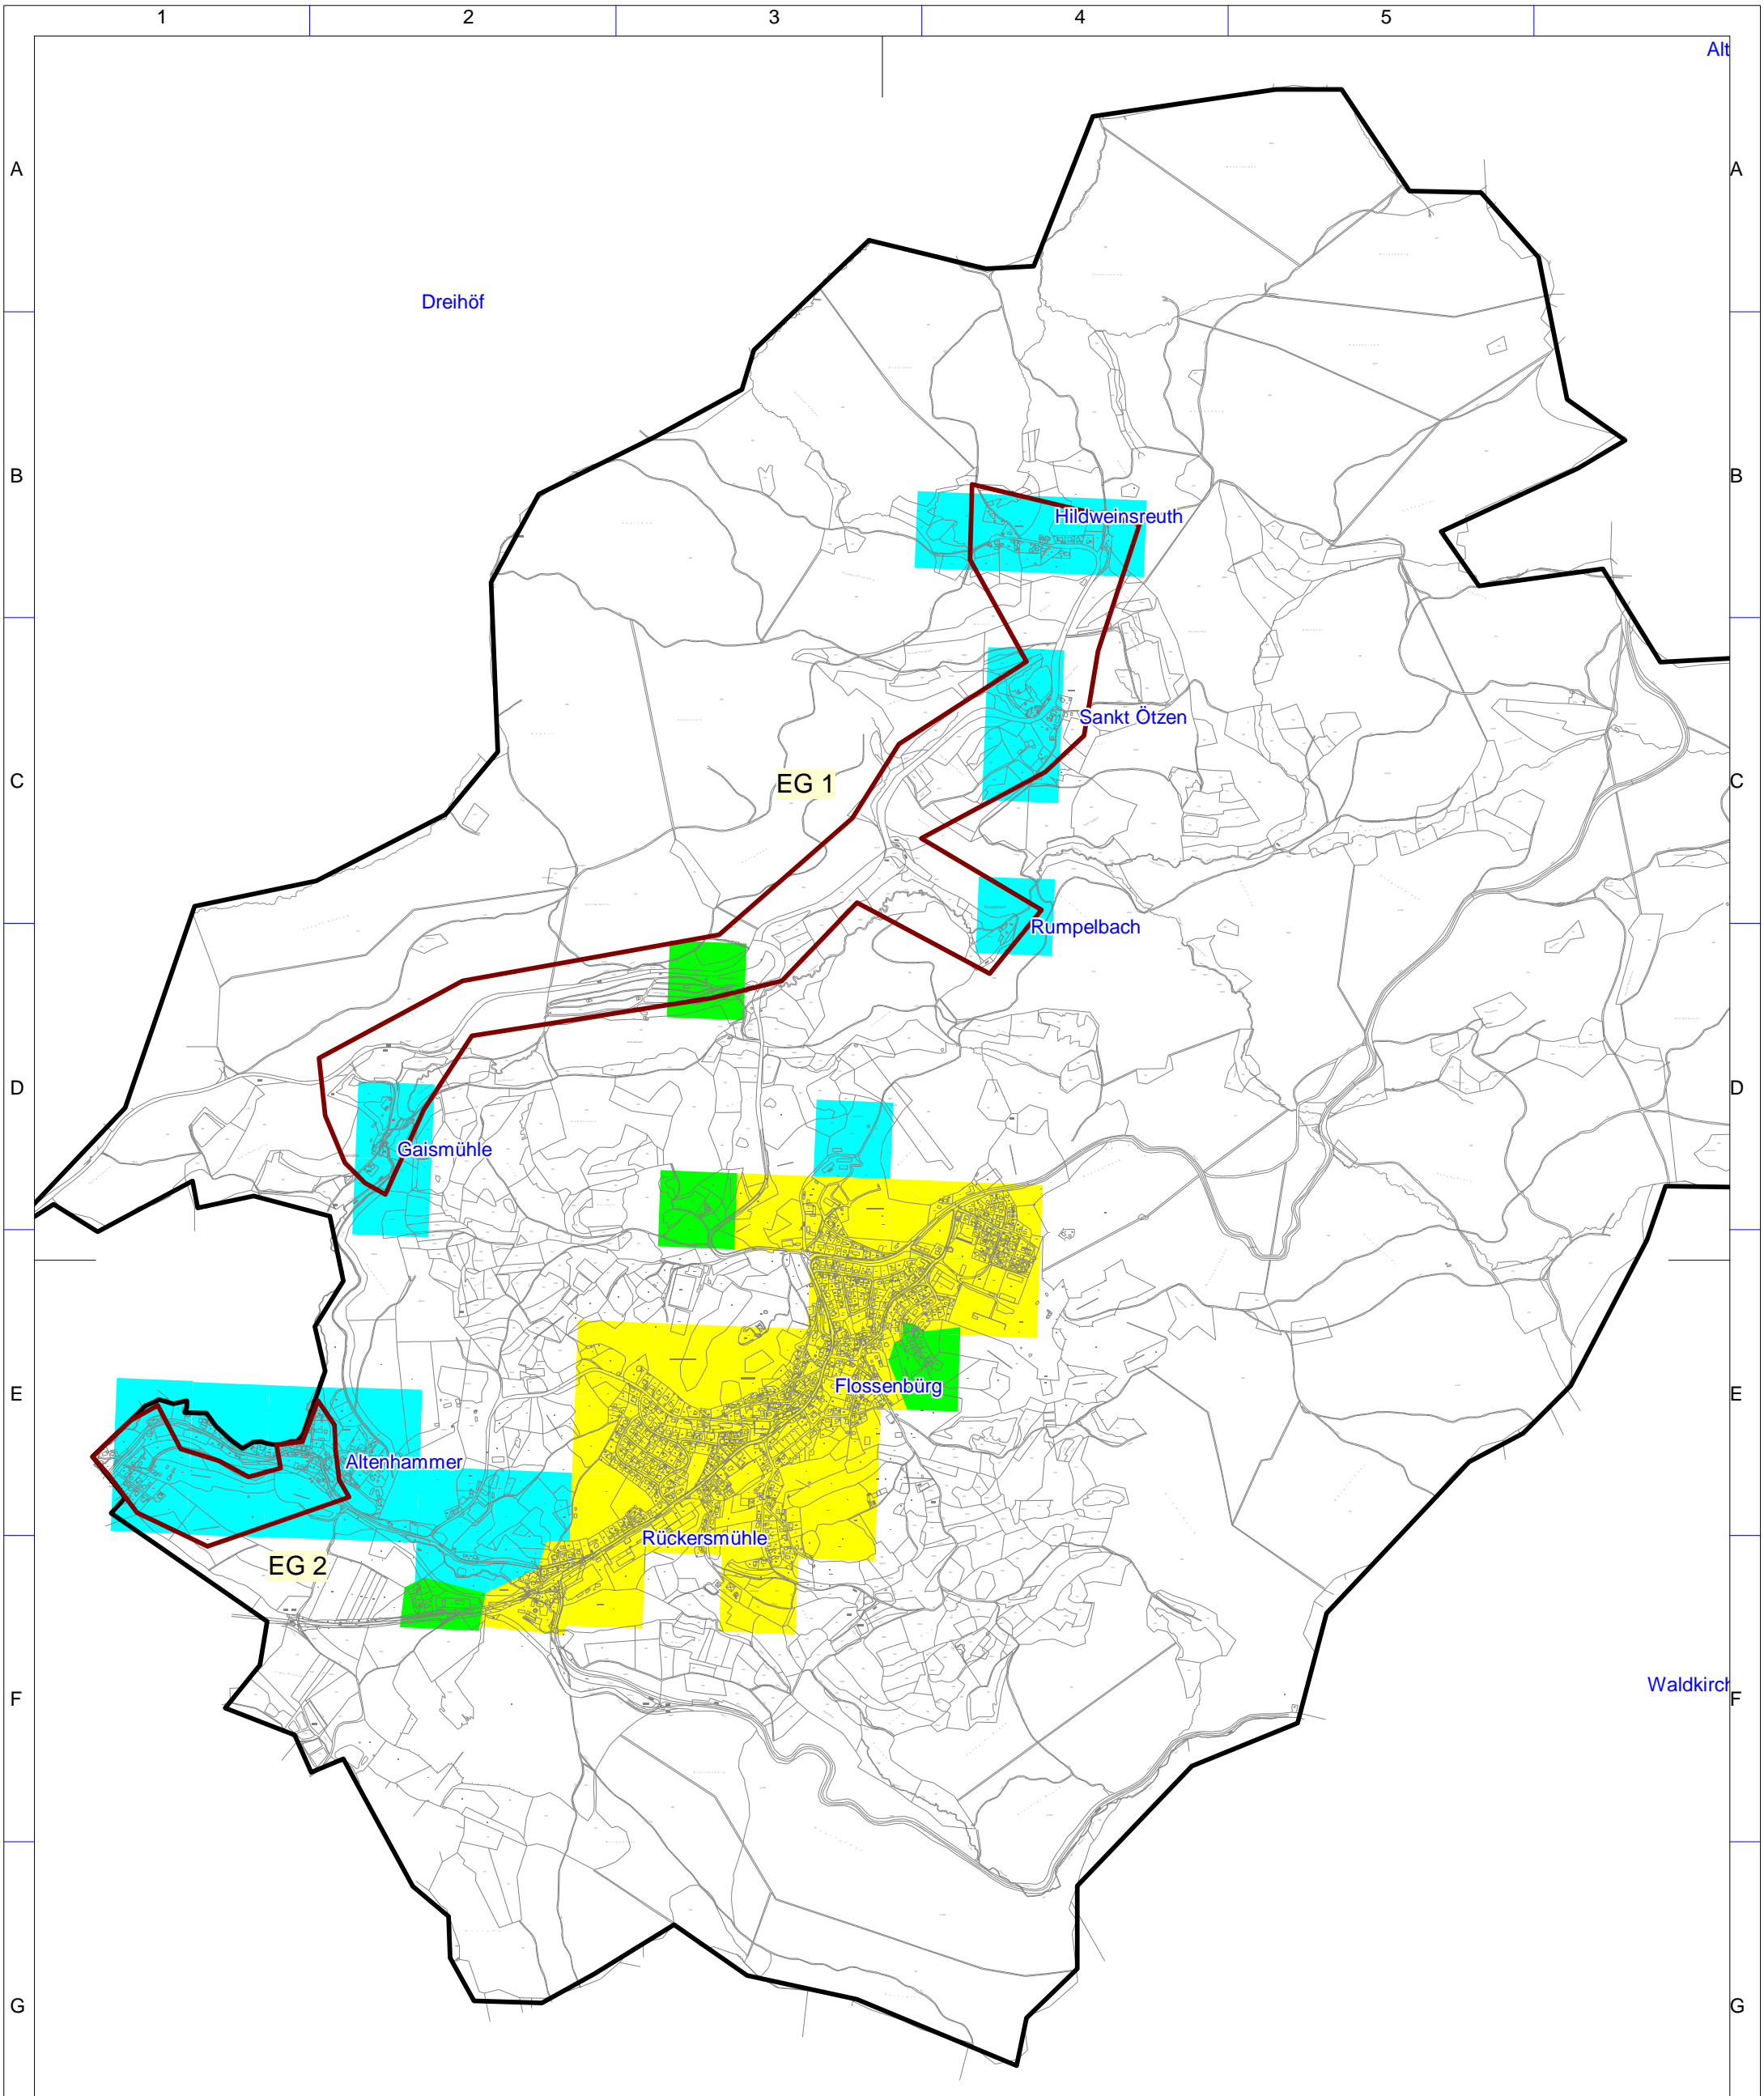 1 2 3 4 5
Alt
A A
Dreihöf
B B
Hildweinsreuth
Sankt Ötzen
C EG 1 C
Rumpelbach
D D
Gaismühle
E E
Flossenbürg
Altenhammer
Rückersmühle
EG 2
Waldkirch
F F
G G